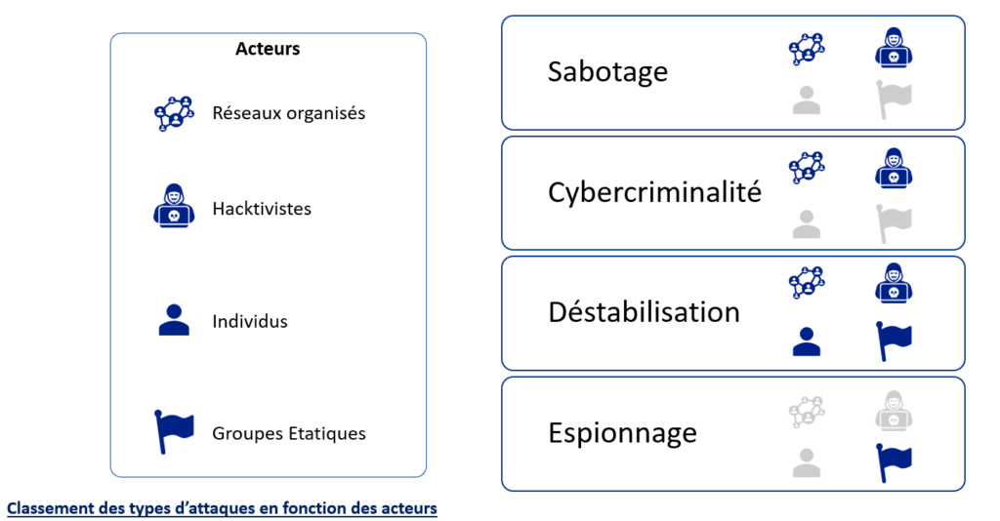 Acteurs
Réseaux organisés
Hacktivistes
Individus
Groupes Etatiques
Sabotage
Cybercriminalité
Déstabilisation
Espionnage
Classement des types d’attaques en fonction des acteurs